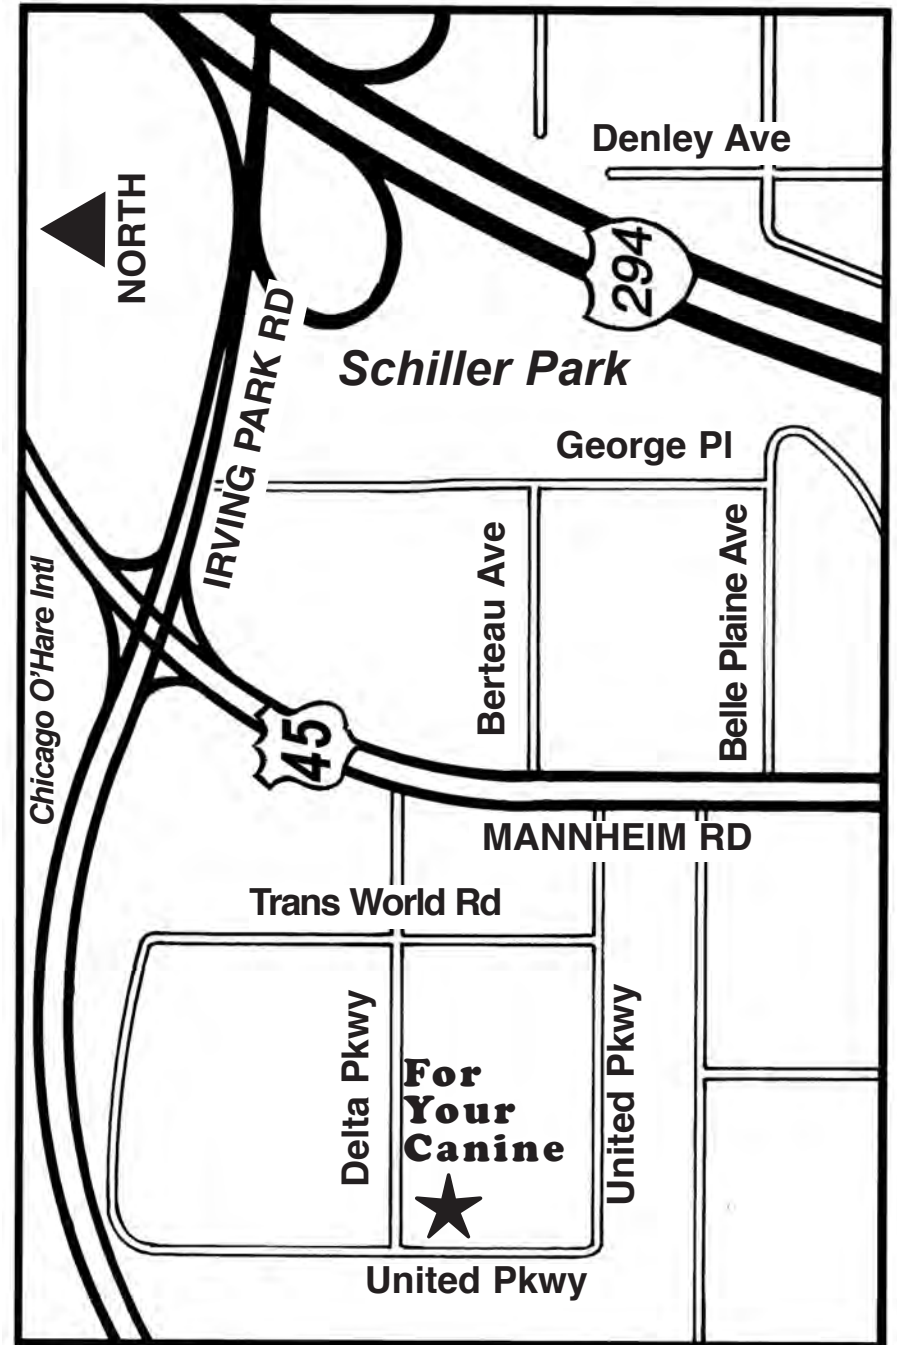 Denley Ave
NORTH
294
IRVING PARK RD
Schiller Park
George Pl
Berteau Ave
Belle Plaine Ave
Chicago O'Hare Intl
45
MANNHEIM RD
Trans World Rd
Delta Pkwy
For
Your
Canine
United Pkwy
United Pkwy